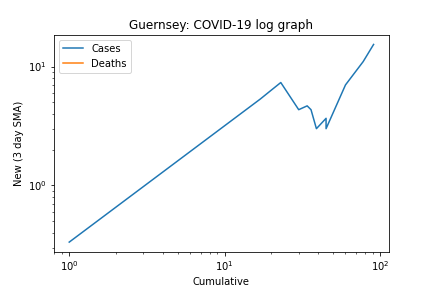 Guernsey: COVID-19 log graph
Cases
Deaths
New (3 day SMA)
10¹
10⁰
10⁰ 10¹ 10²
Cumulative